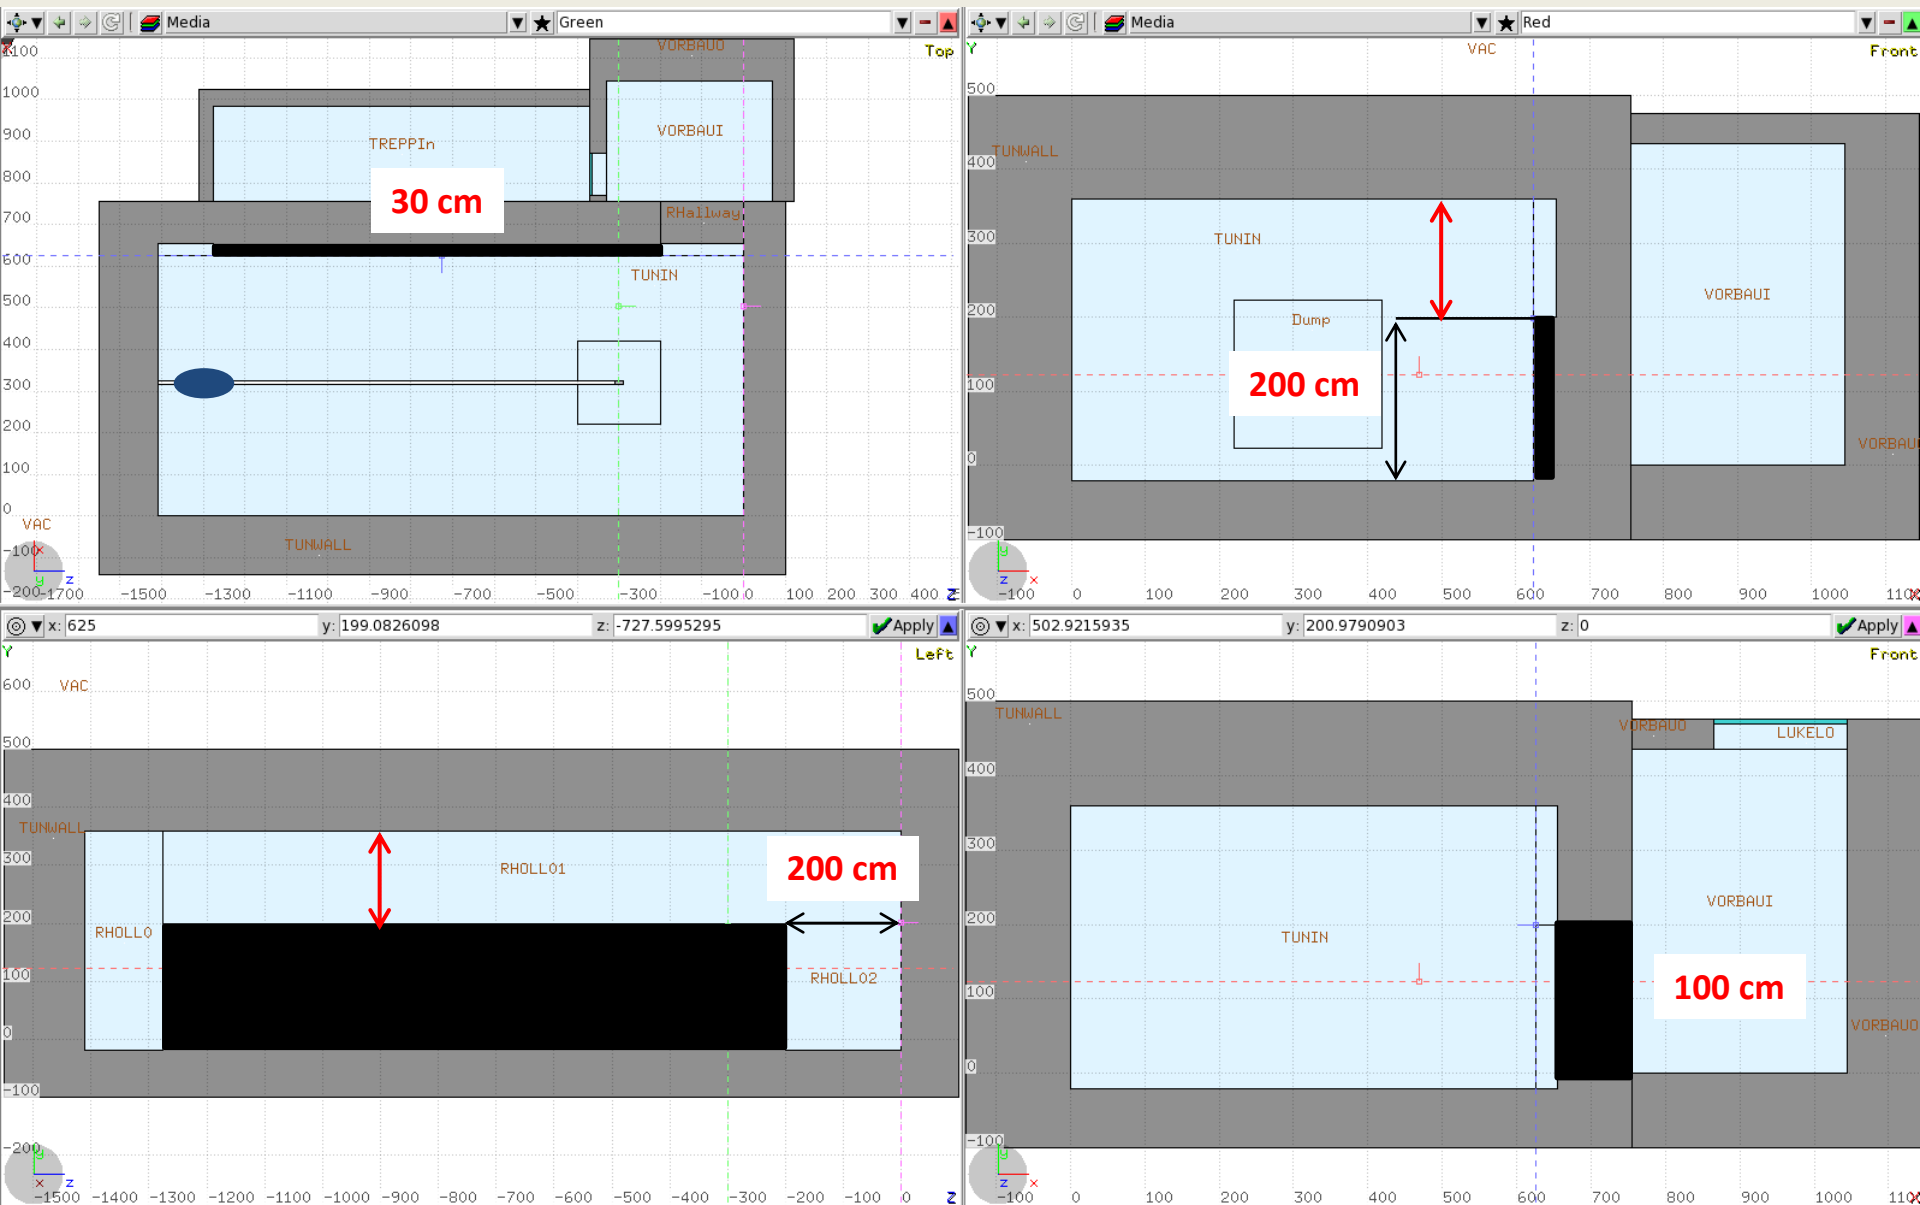 Media
Green
Top
1100
1000
900
800
700
600
500
400
300
200
100
0
-100
-200
-1700 -1500 -1300 -1100 -900 -700 -500 -300 -100 0 100 200 300 400
VORBAUO
VORBAUI
TREPPIn
30 cm
RHallway
TUNIN
VAC
TUNWALL
x
y
z
Z
Media
Red
Y
Front
VAC
500
400
300
200
100
0
-100
-100 0 100 200 300 400 500 600 700 800 900 1000
TUNWALL
TUNIN
VORBAUI
Dump
200 cm
y
z
x
x: 625
y: 199.0826098
z: -727.5995295
Apply
Y
Left
600
500
400
300
200
100
0
-100
-200
-1500 -1400 -1300 -1200 -1100 -1000 -900 -800 -700 -600 -500 -400 -300 -200 -100 0
VAC
TUNWALL
RHOLLO1
200 cm
RHOLLO
RHOLLO2
y
x
z
Z
x: 502.9215935
y: 200.9790903
z: 0
Apply
Y
Front
500
400
300
200
100
0
-100
-100 0 100 200 300 400 500 600 700 800 900 1000
TUNWALL
VORBAUO
LUKELO
VORBAUI
TUNIN
100 cm
VORBAUO
y
z
x